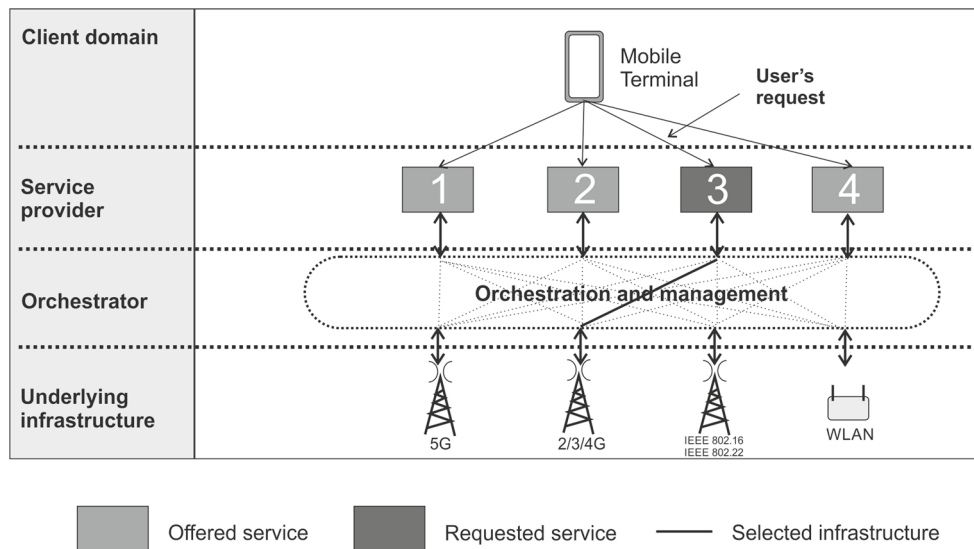 Client domain
Mobile
Terminal
User's
request
Service
provider
1
2
3
4
Orchestrator
Orchestration and management
Underlying
infrastructure
5G
2/3/4G
IEEE 802.16
IEEE 802.22
WLAN
Offered service
Requested service
Selected infrastructure